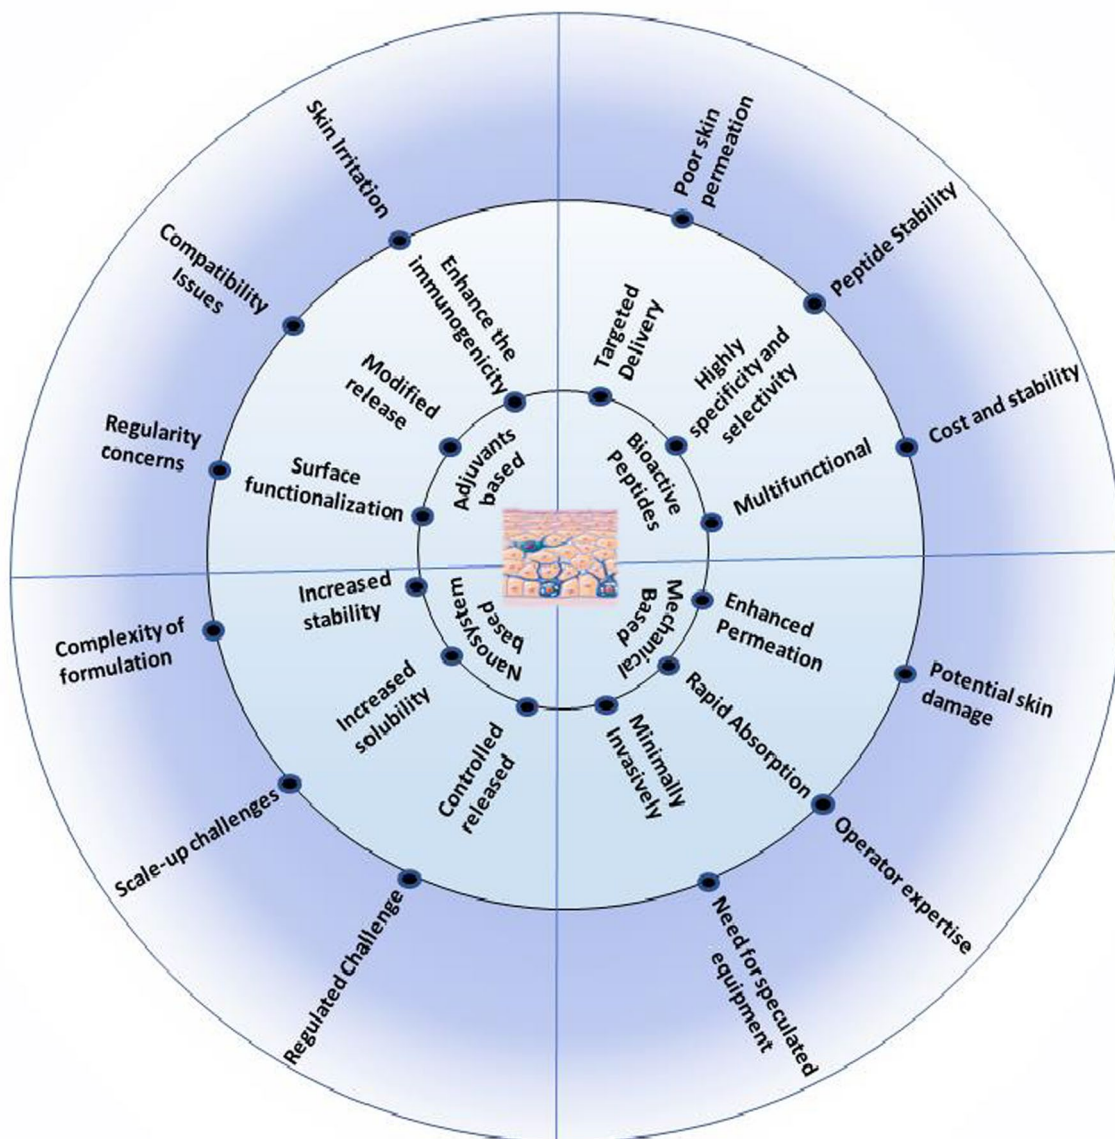 Skin Irritation
Compatibility
Issues
Regularity
concerns
Enhance the
immunogenicity
Modified
release
Surface
functionalization
Adjuvants
based
Poor skin
permeation
Peptide Stability
Cost and stability
Targeted
Delivery
Highly
specificity and
selectivity
Multifunctional
Bioactive
Peptides
Mechanical
Based
Enhanced
Permeation
Rapid Absorption
Minimally
Invasively
Potential skin
damage
Operator expertise
Need for speculated
equipment
Nanosystem
based
Increased
stability
Increased
solubility
Controlled
released
Complexity of
formulation
Scale-up challenges
Regulated Challenge